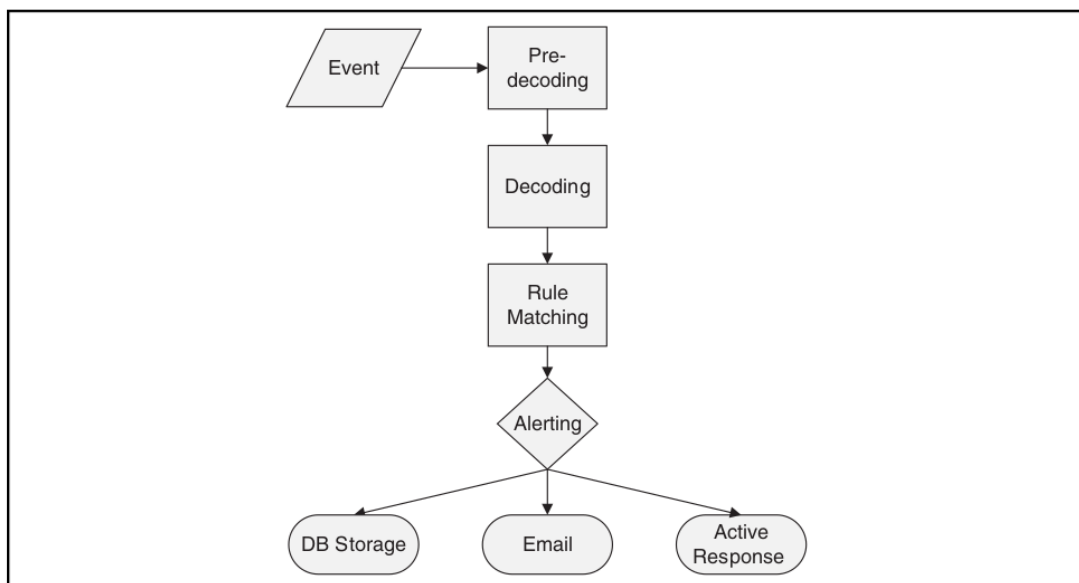 Event
Pre-
decoding
Decoding
Rule
Matching
Alerting
DB Storage
Email
Active
Response